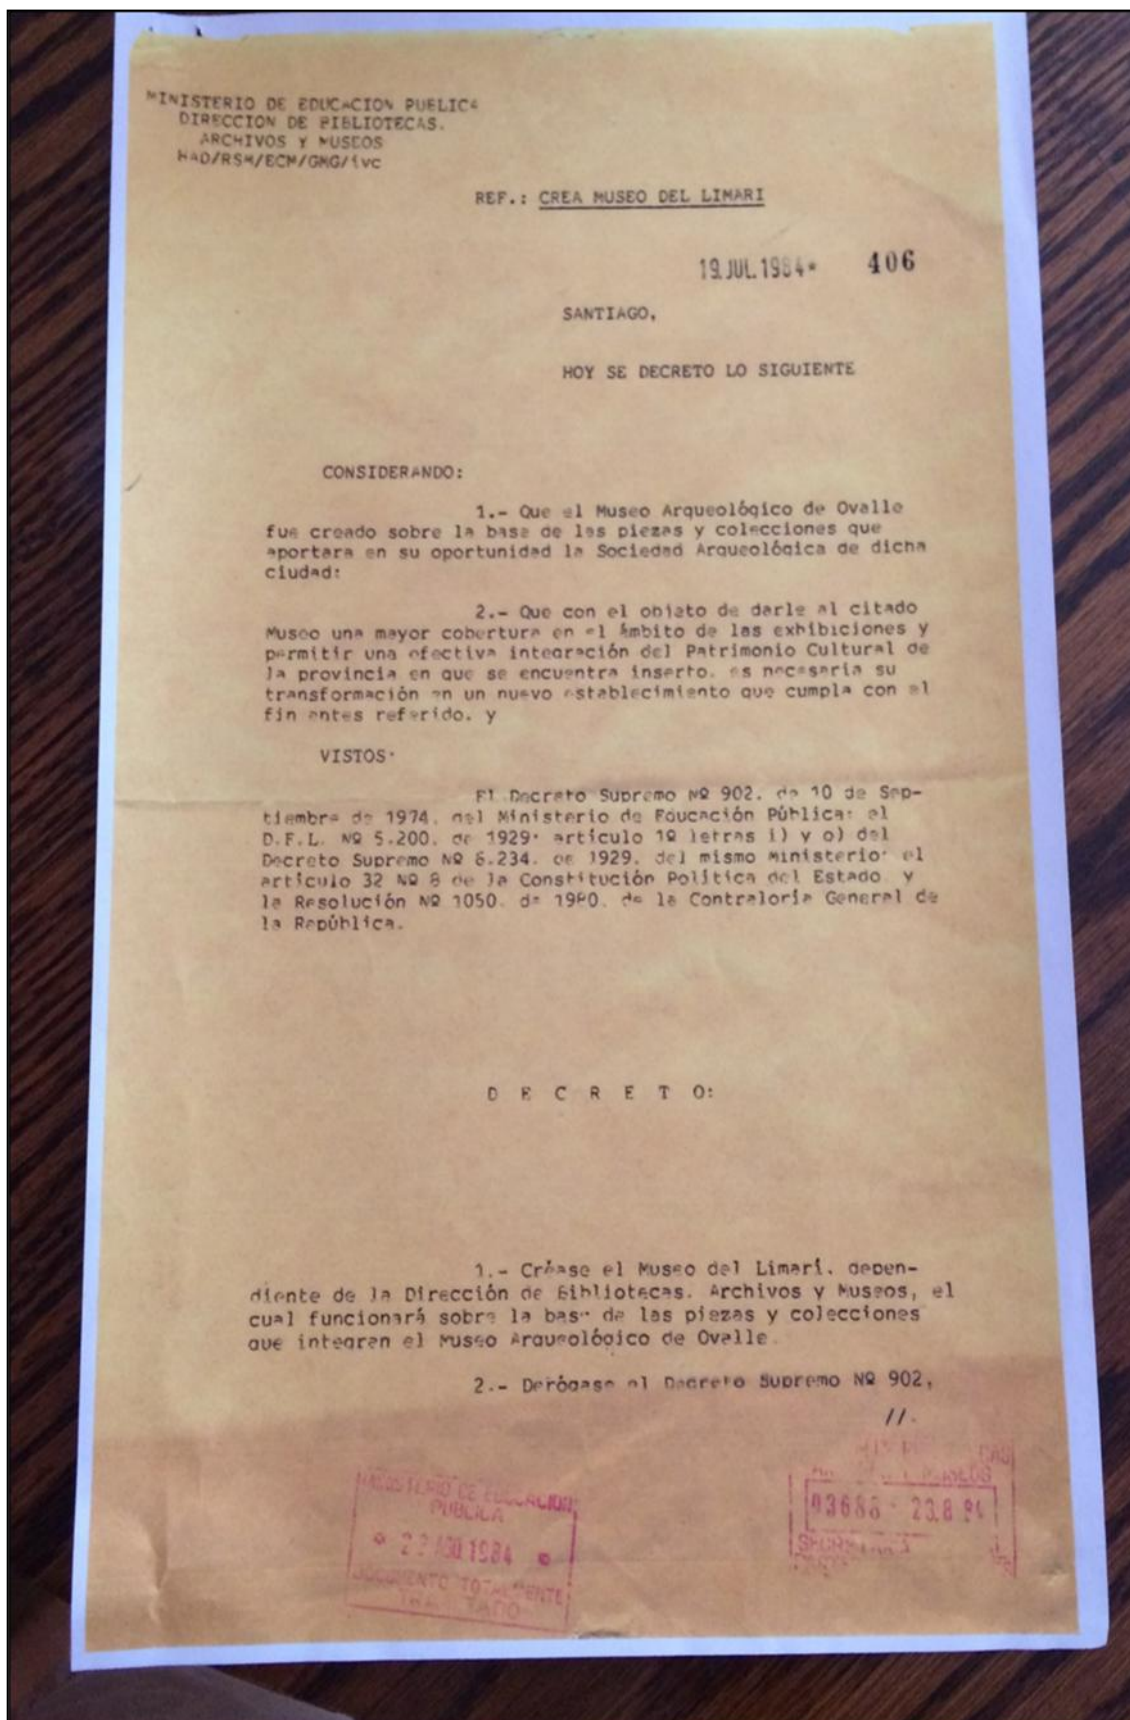 MINISTERIO DE EDUCACION PUBLICA
DIRECCION DE BIBLIOTECAS.
ARCHIVOS Y MUSEOS
MAD/RSM/ECM/GMG/ivc
REF.: CREA MUSEO DEL LIMARI
19.JUL.1984* 406
SANTIAGO,
HOY SE DECRETO LO SIGUIENTE
CONSIDERANDO:
1.- Que el Museo Arqueológico de Ovalle
fue creado sobre la base de las piezas y colecciones que
aportara en su oportunidad la Sociedad Arqueológica de dicha
ciudad:
2.- Que con el objeto de darle al citado
Museo una mayor cobertura en el ámbito de las exhibiciones y
permitir una efectiva integración del Patrimonio Cultural de
la provincia en que se encuentra inserto. es necesaria su
transformación en un nuevo establecimiento que cumpla con el
fin antes referido. y
VISTOS:
El Decreto Supremo Nº 902. de 10 de Sep-
tiembre de 1974. del Ministerio de Educación Pública: el
D.F.L. Nº 5.200. de 1929: artículo 1º letras i) y o) del
Decreto Supremo Nº 6.234. de 1929. del mismo Ministerio: el
artículo 32 Nº 8 de la Constitución Política del Estado y
la Resolución Nº 1050. de 1980. de la Contraloría General de
la República.
D E C R E T O:
1.- Créase el Museo del Limarí. depen-
diente de la Dirección de Bibliotecas. Archivos y Museos, el
cual funcionará sobre la base de las piezas y colecciones
que integran el Museo Arqueológico de Ovalle.
2.- Derógase el Decreto Supremo Nº 902,
//.
MINISTERIO DE EDUCACION
PUBLICA
AGO 1984
DOCUMENTO TOTALMENTE
TRAMITADO
MUSEOS
23.8.84